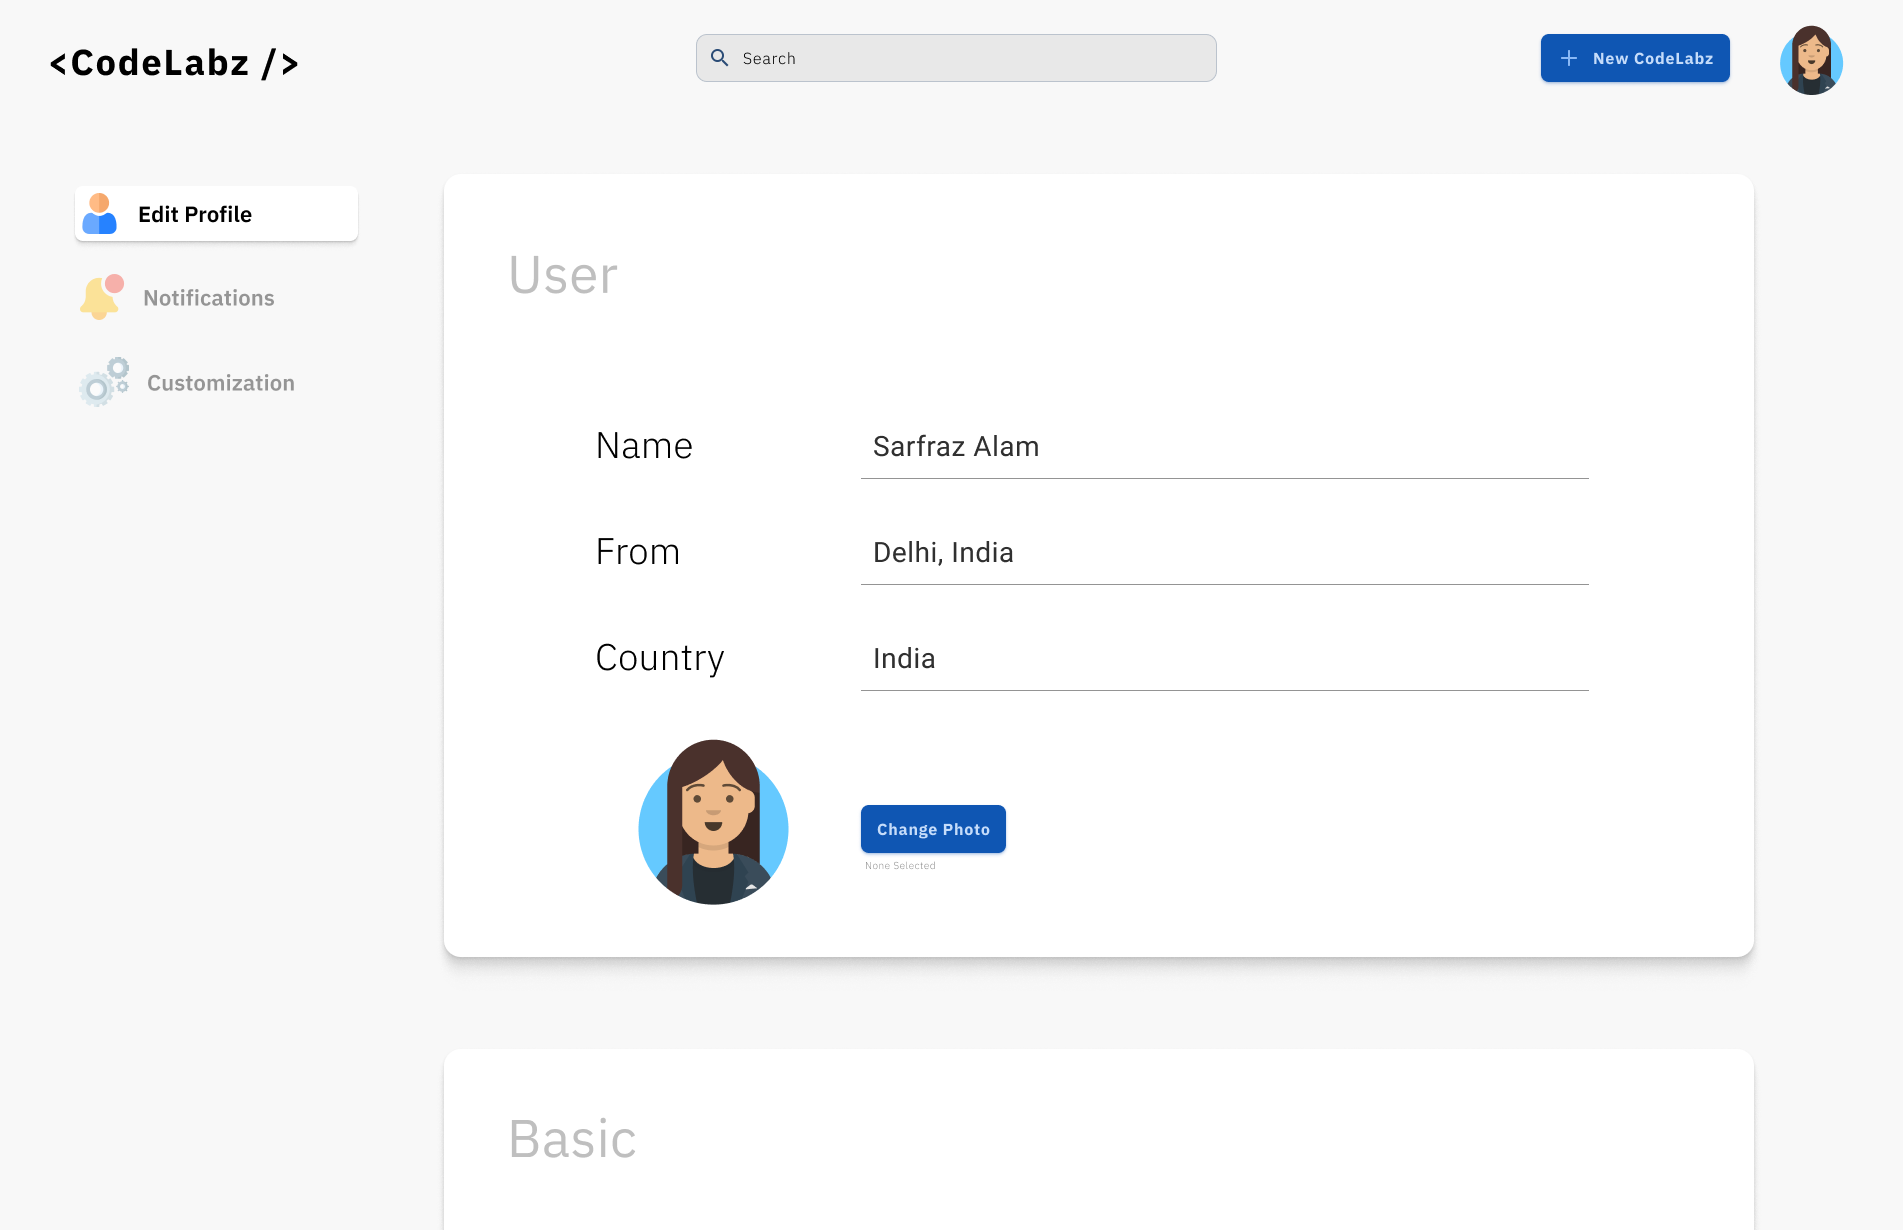 <CodeLabz />
Search
New CodeLabz
Edit Profile
Notifications
Customization
User
Name
Sarfraz Alam
From
Delhi, India
Country
India
Change Photo
None Selected
Basic